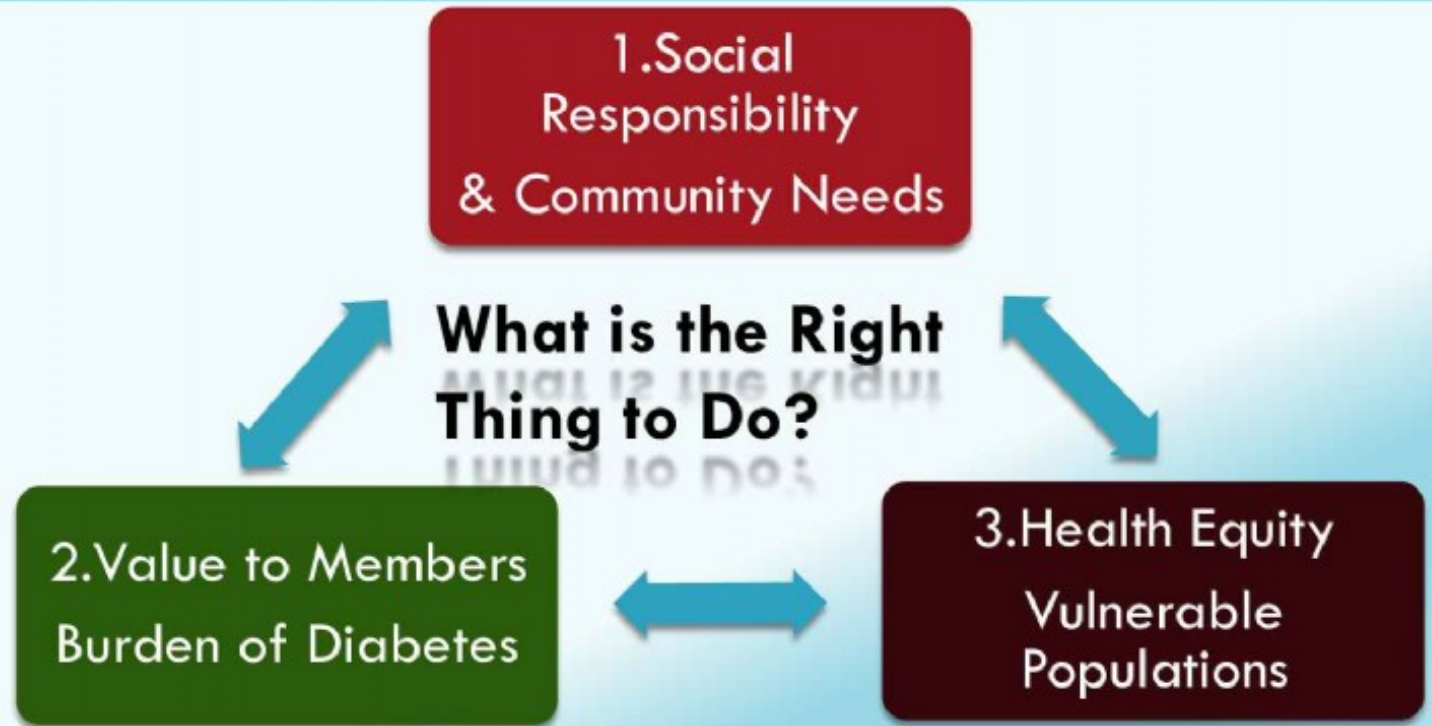 1.Social
Responsibility
& Community Needs
What is the Right
Thing to Do?
2.Value to Members
Burden of Diabetes
3.Health Equity
Vulnerable
Populations